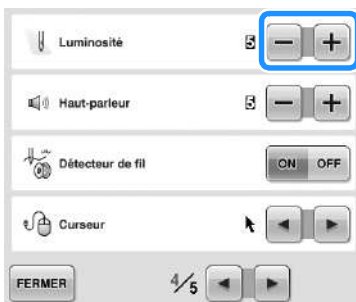 Luminosité 5 − +
Haut-parleur 5 − +
Détecteur de fil ON OFF
Curseur
FERMER 4/5